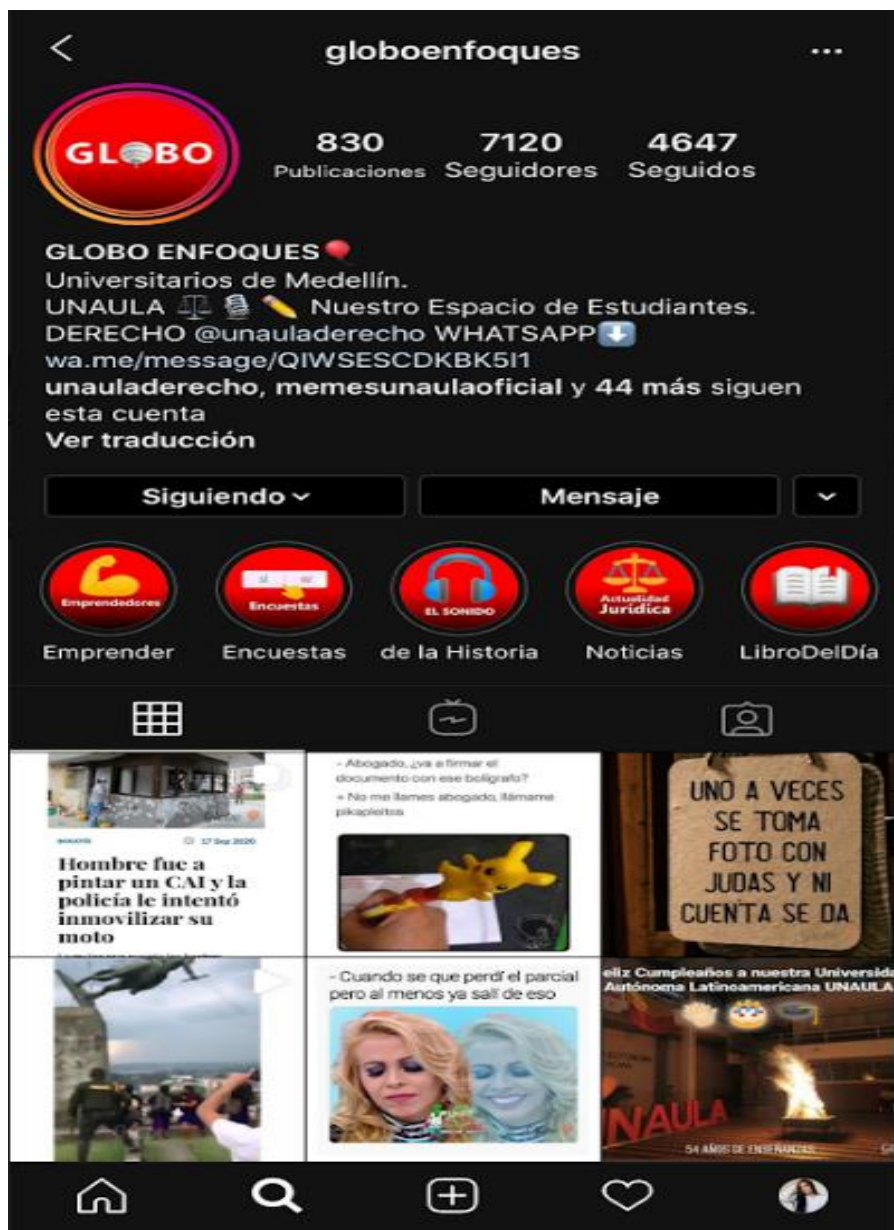 globoenfoques
GLOBO
830 7120 4647
Publicaciones Seguidores Seguidos
GLOBO ENFOQUES
Universitarios de Medellín.
UNAULA Nuestro Espacio de Estudiantes.
DERECHO @unauladerecho WHATSAPP
wa.me/message/QIWSESCDKBK5I1
unauladerecho, memesunaulaoficial y 44 más siguen
esta cuenta
Ver traducción
Siguiendo Mensaje
Emprendedores Encuestas EL SONIDO Actualidad
Jurídica
Emprender Encuestas de la Historia Noticias LibroDelDía
17 Sep 2020
Hombre fue a
pintar un CAI y la
policía le intentó
inmovilizar su
moto
- Abogado, ¿va a firmar el
documento con ese bolígrafo?
+ No me llames abogado, llámame
pikapleitos
UNO A VECES
SE TOMA
FOTO CON
JUDAS Y NI
CUENTA SE DA
- Cuando se que perdí el parcial
pero al menos ya salí de eso
eliz Cumpleaños a nuestra Universida
Autónoma Latinoamericana UNAULA
UNAULA
54 AÑOS DE ENSEÑANZAS